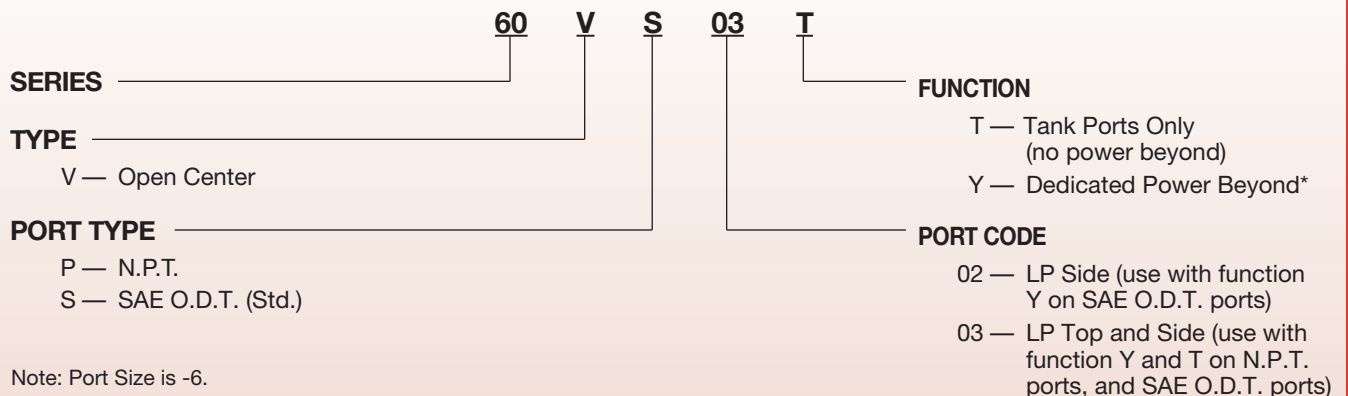 60 V S 03 T
SERIES
TYPE
V — Open Center
PORT TYPE
P — N.P.T.
S — SAE O.D.T. (Std.)
Note: Port Size is -6.
FUNCTION
T — Tank Ports Only
(no power beyond)
Y — Dedicated Power Beyond*
PORT CODE
02 — LP Side (use with function
Y on SAE O.D.T. ports)
03 — LP Top and Side (use with
function Y and T on N.P.T.
ports, and SAE O.D.T. ports)